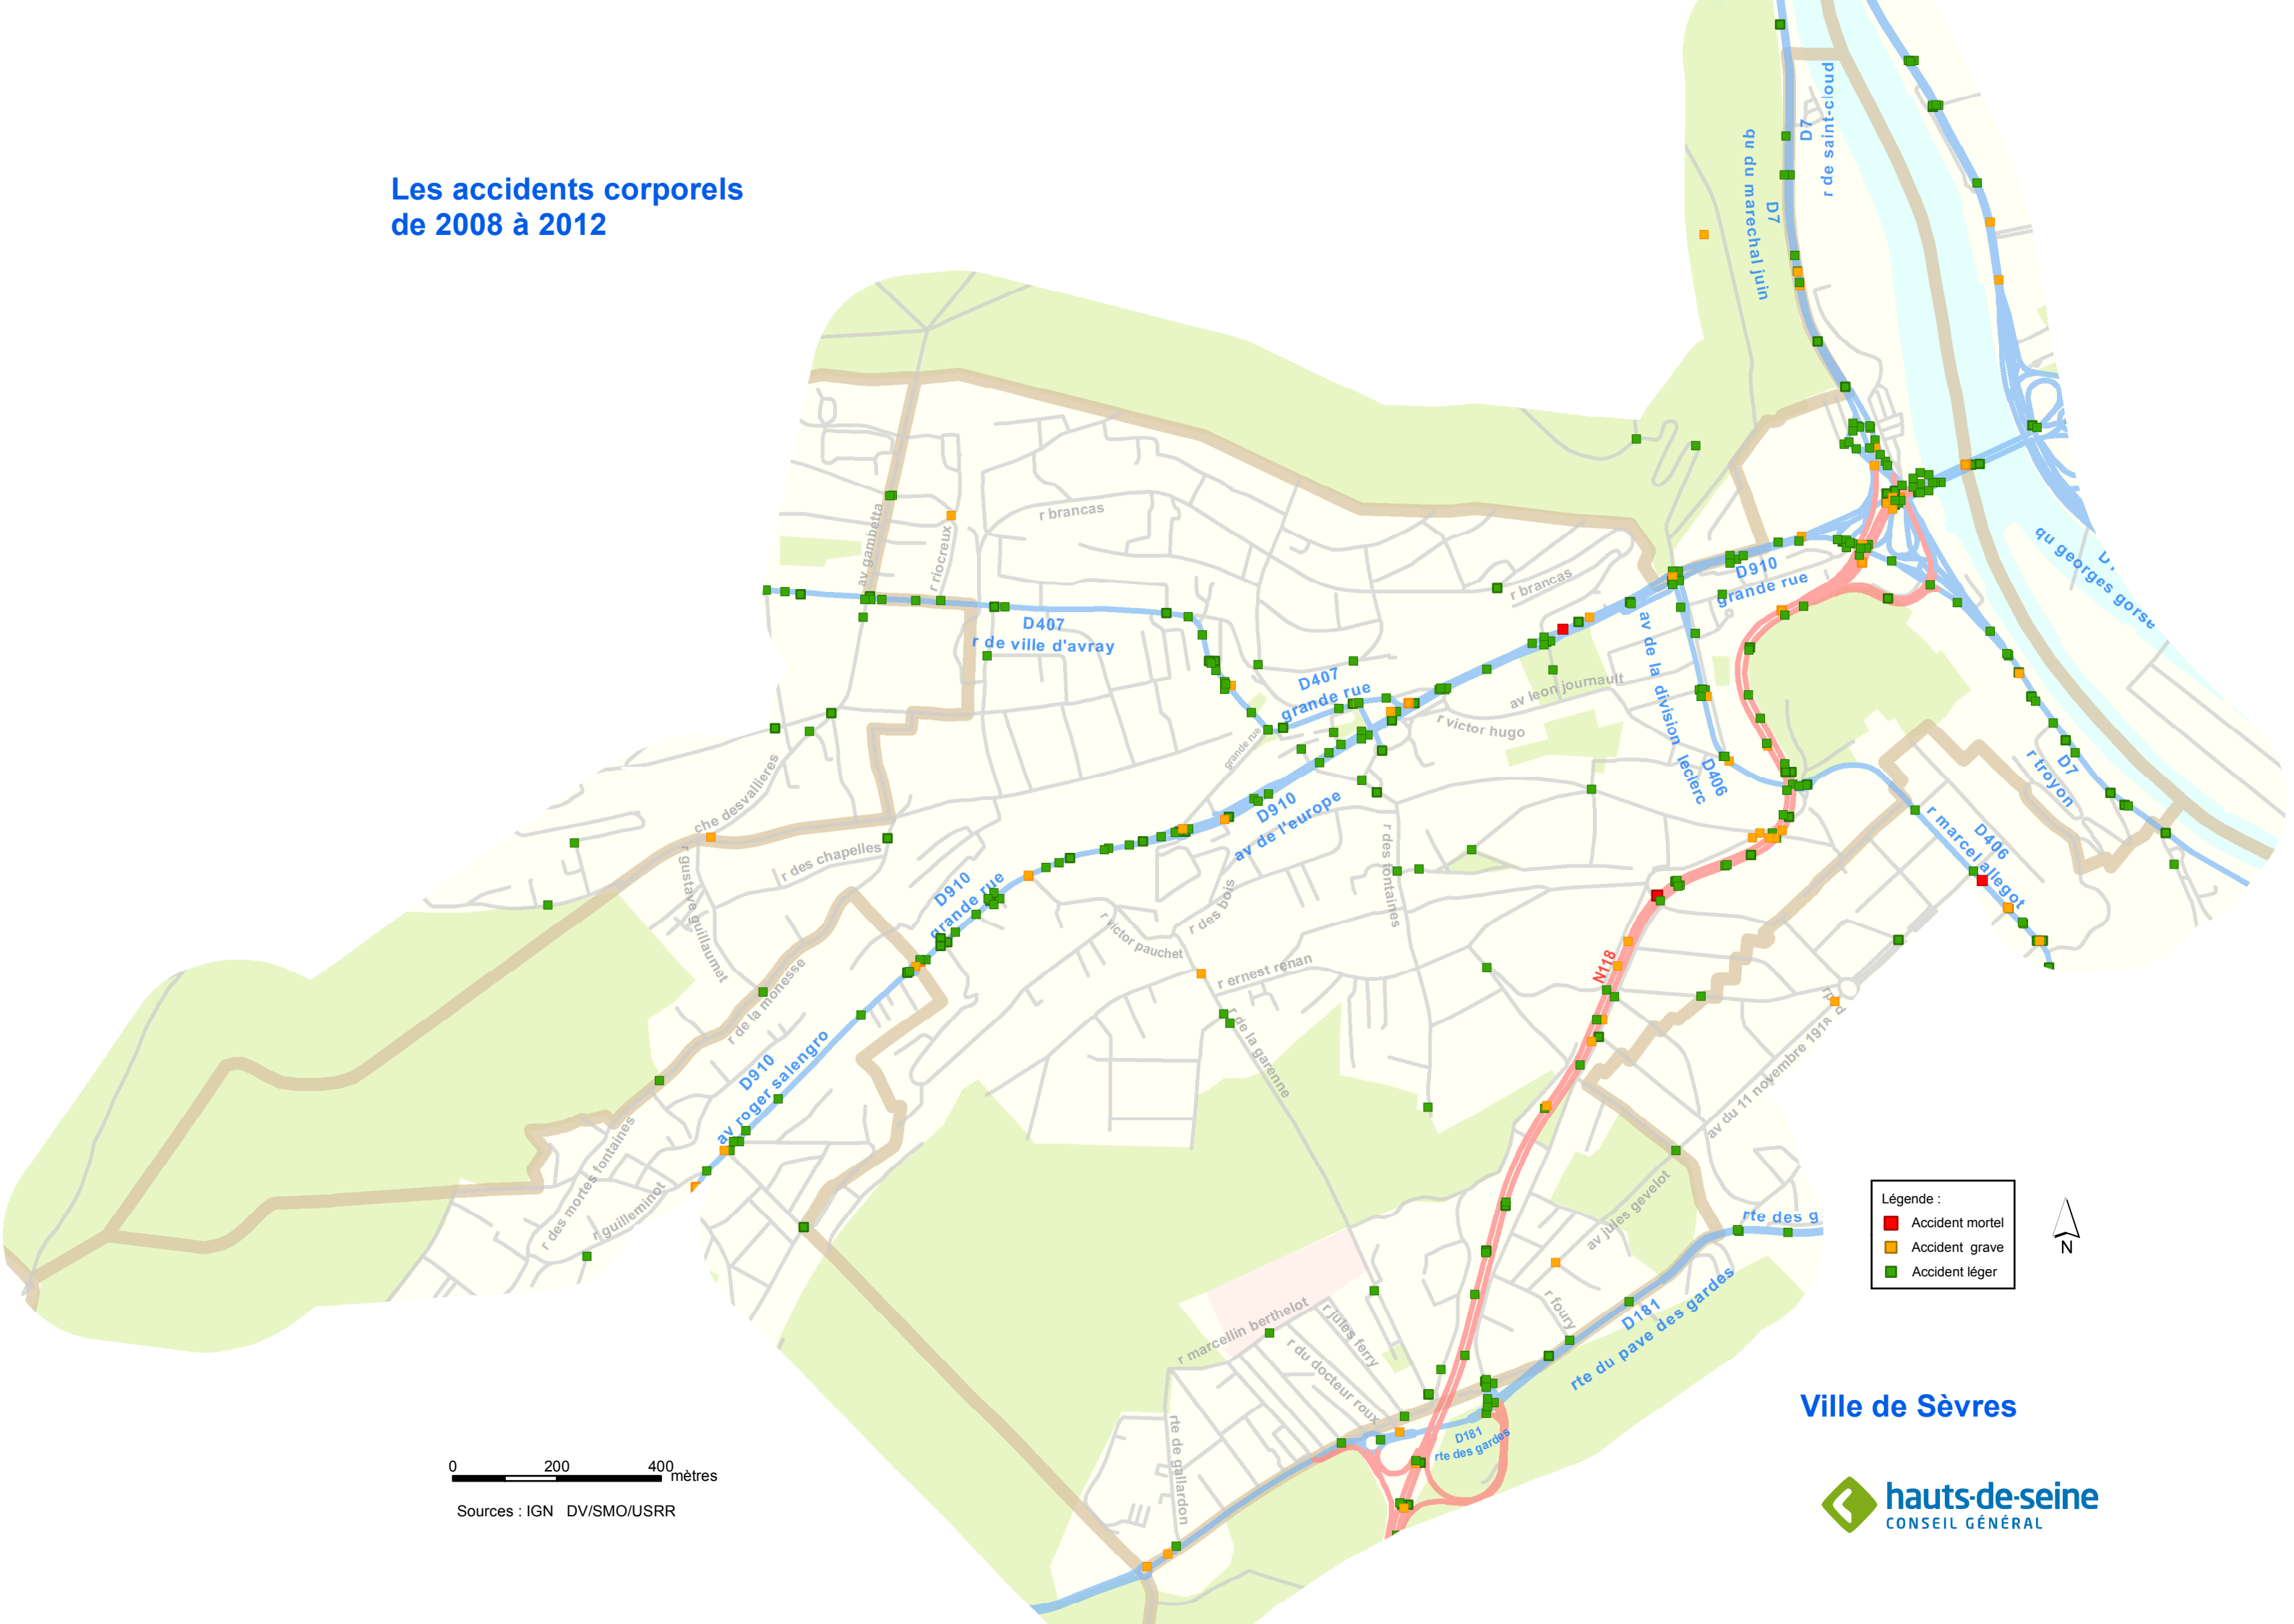 Les accidents corporels
de 2008 à 2012
D7
r de saint-cloud
qu du marechal juin
D7
av gambetta
r riocreux
r brancas
D407
r de ville d'avray
r brancas
D910
grande rue
qu georges gorse
D407
grande rue
grande rue
av leon journault
r victor hugo
av de la division leclerc
D406
D7
r troyon
che desvallieres
D910
av de l'europe
r des chapelles
r gustave guillaumet
D910
grande rue
r des fontaines
r des bois
r victor pauchet
D406
r marcel allegot
r ernest renan
N118
r de la monesse
r de la garenne
D910
av roger salengro
av du 11 novembre 1918
r des mortes fontaines
r guilleminot
av jules gevelot
rte des g
r foury
D181
rte du pave des gardes
r marcellin berthelot
r jules ferry
r du docteur roux
rte de gallardon
D181
rte des gardes
Légende :
Accident mortel
Accident grave
Accident léger
N
Ville de Sèvres
0 200 400 mètres
Sources : IGN DV/SMO/USRR
hauts-de-seine
CONSEIL GÉNÉRAL